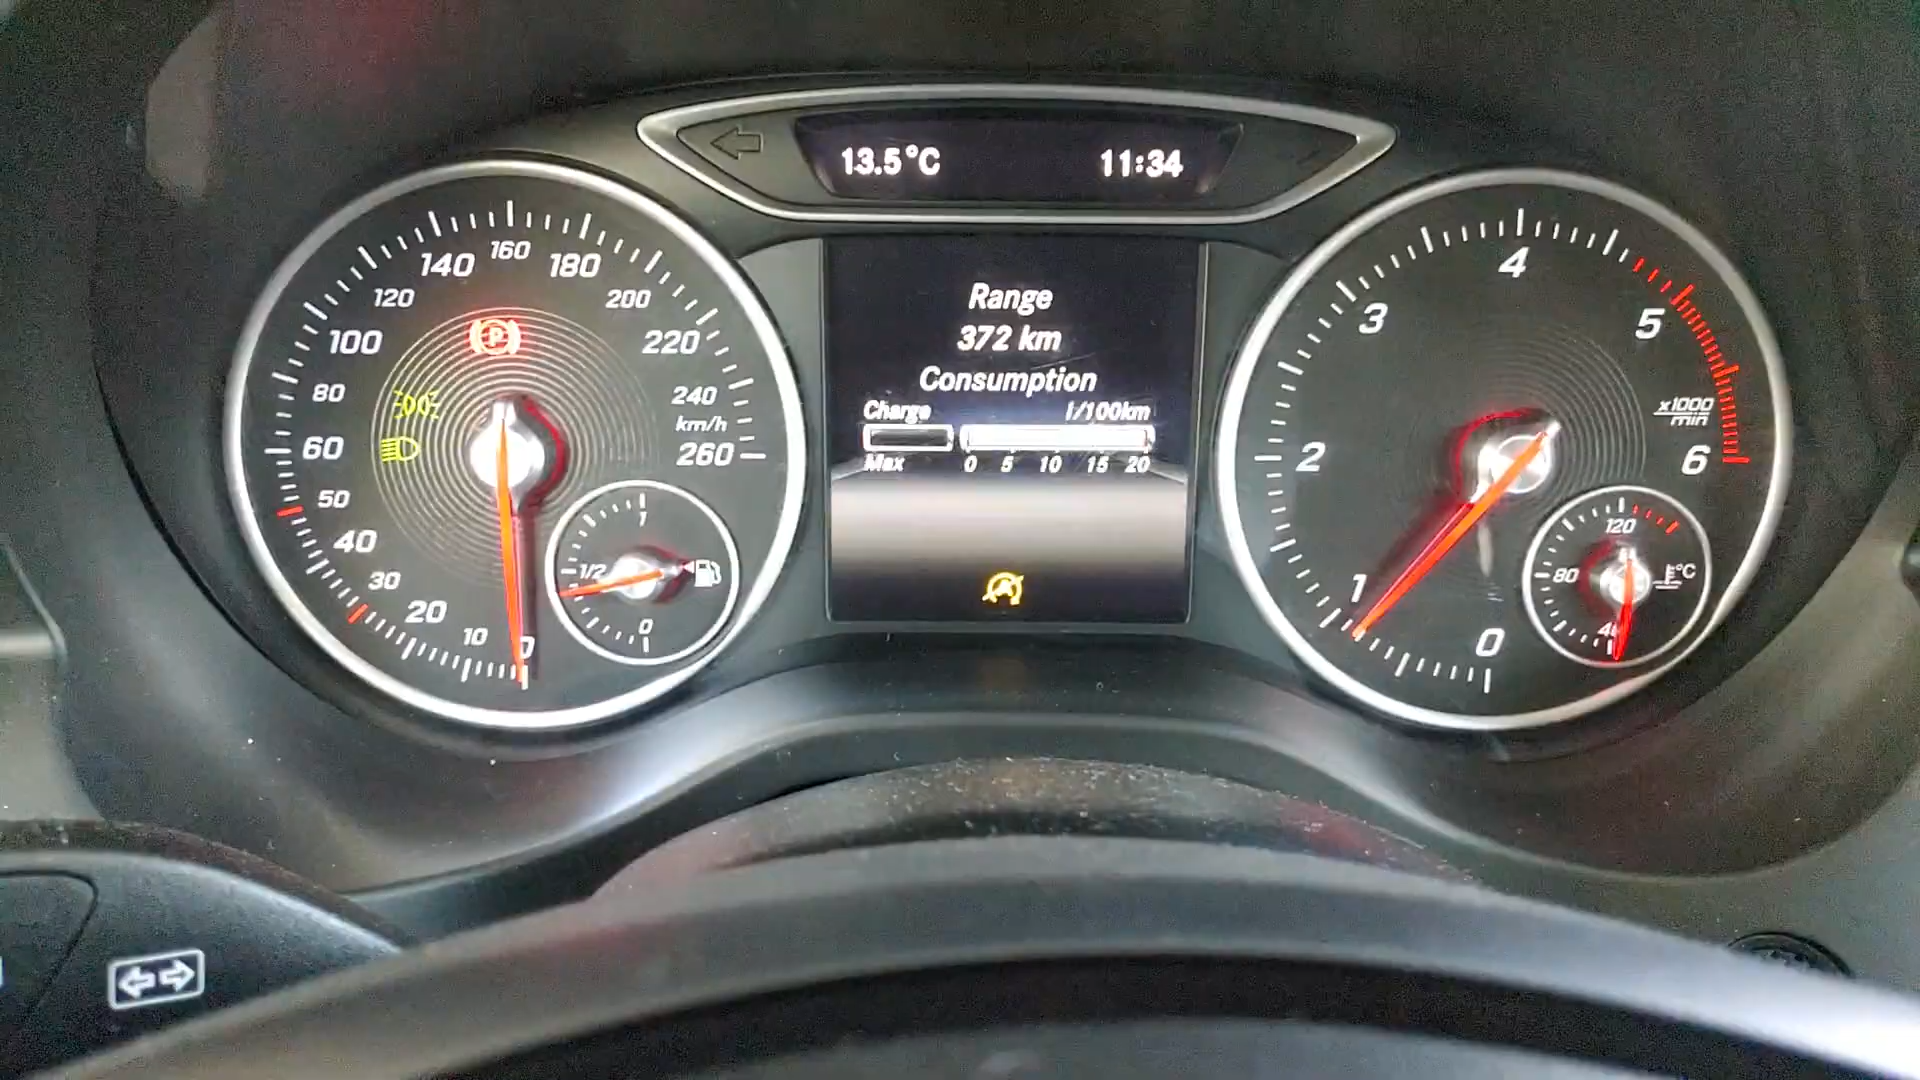 13.5°C 11:34
160
140 180
120 200
100 220
80 240
km/h
60 260
50
40
30
20
10 0
1
1/2
0
Range
372 km
Consumption
Charge l/100km
Max 0 5 10 15 20
4
3 5
x1000
min
2 6
1
0
120
80 °C
40
P
A